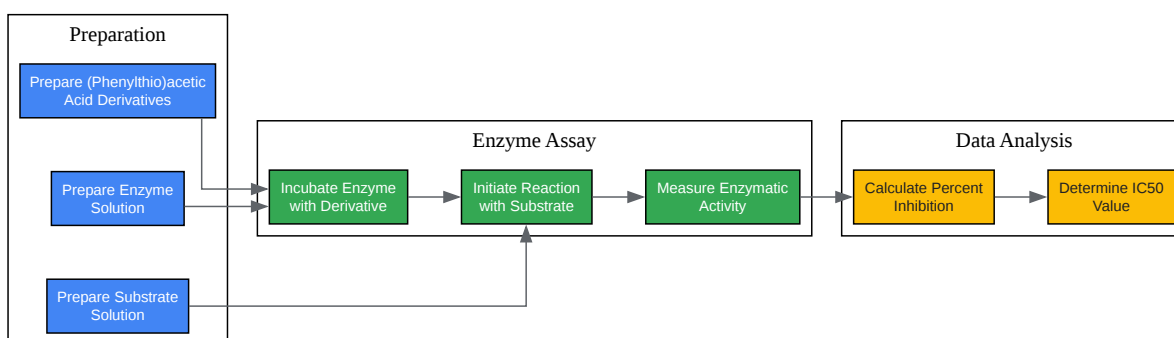 Preparation
Prepare (Phenylthio)acetic
Acid Derivatives
Prepare Enzyme
Solution
Prepare Substrate
Solution
Enzyme Assay
Incubate Enzyme
with Derivative
Initiate Reaction
with Substrate
Measure Enzymatic
Activity
Data Analysis
Calculate Percent
Inhibition
Determine IC50
Value